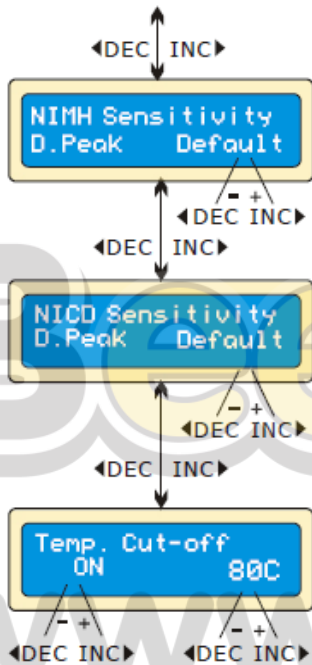 ◀DEC INC▶
NIMH Sensitivity
D.Peak Default
- +
◀DEC INC▶
◀DEC INC▶
NICD Sensitivity
D.Peak Default
- +
◀DEC INC▶
◀DEC INC▶
Temp. Cut-off
ON 80C
- + - +
◀DEC INC▶ ◀DEC INC▶